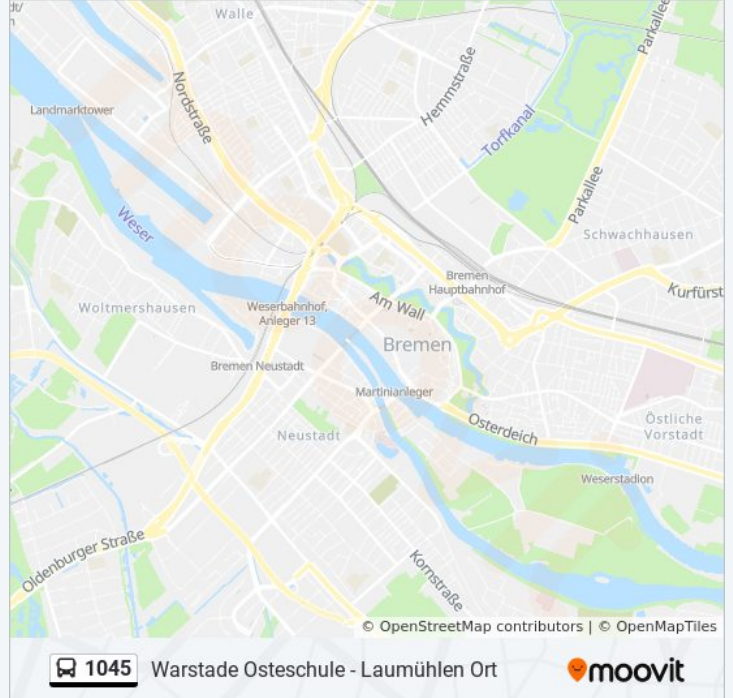 Walle
Parkallee
Hemmstraße
Nordstraße
Landmarktower
Torfkanal
Parkallee
Weser
Schwachhausen
Bremen
Hauptbahnhof
Kurfürst
Woltmershausen
Weserbahnhof,
Anleger 13
Am Wall
Bremen
Bremen Neustadt
Martinianleger
Osterdeich
Östliche
Vorstadt
Neustadt
Weserstadion
Oldenburger Straße
Kornstraße
© OpenStreetMap contributors | © OpenMapTiles
1045 Warstade Osteschule - Laumühlen Ort
moovit